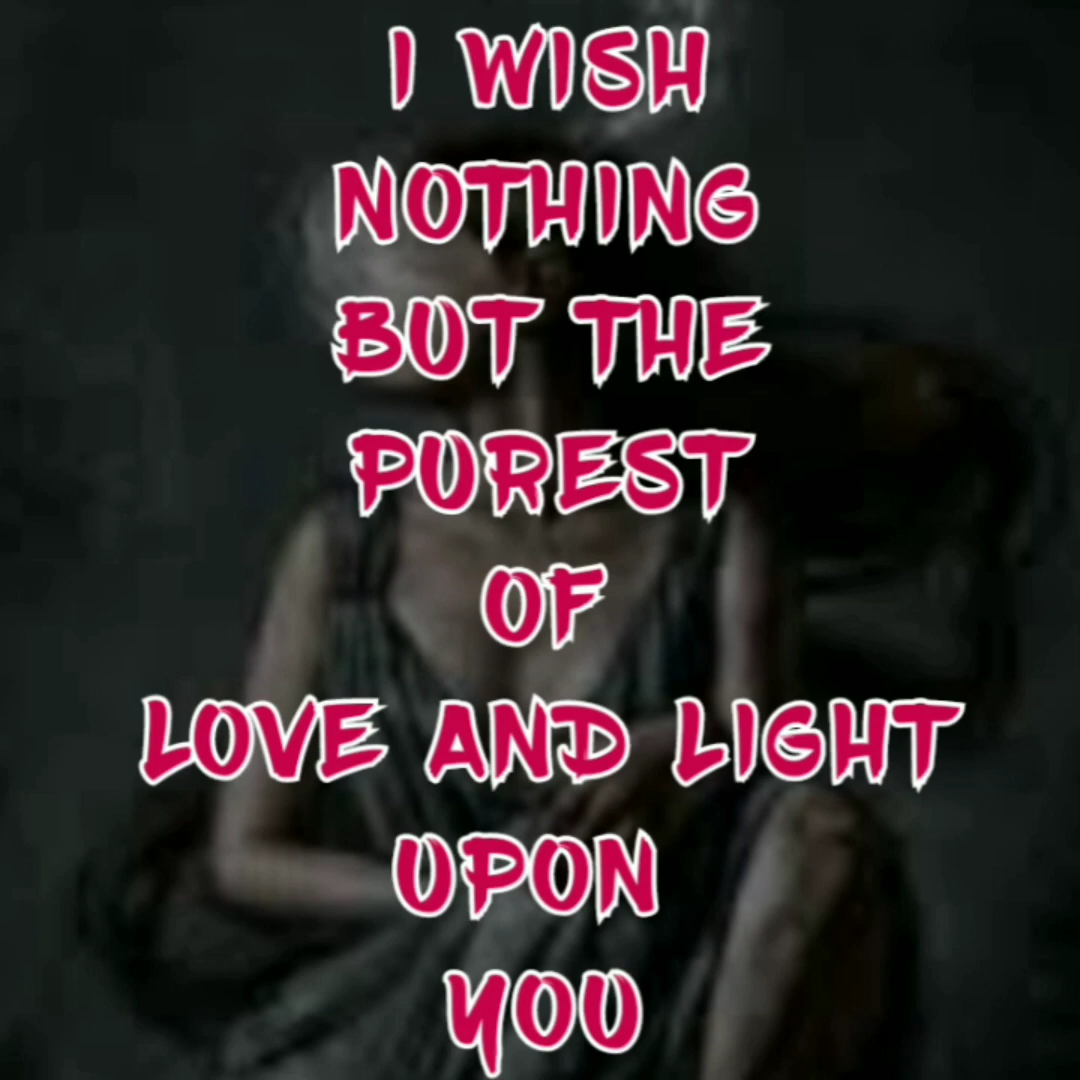 I WISH
NOTHING
BUT THE
PUREST
OF
LOVE AND LIGHT
UPON
YOU